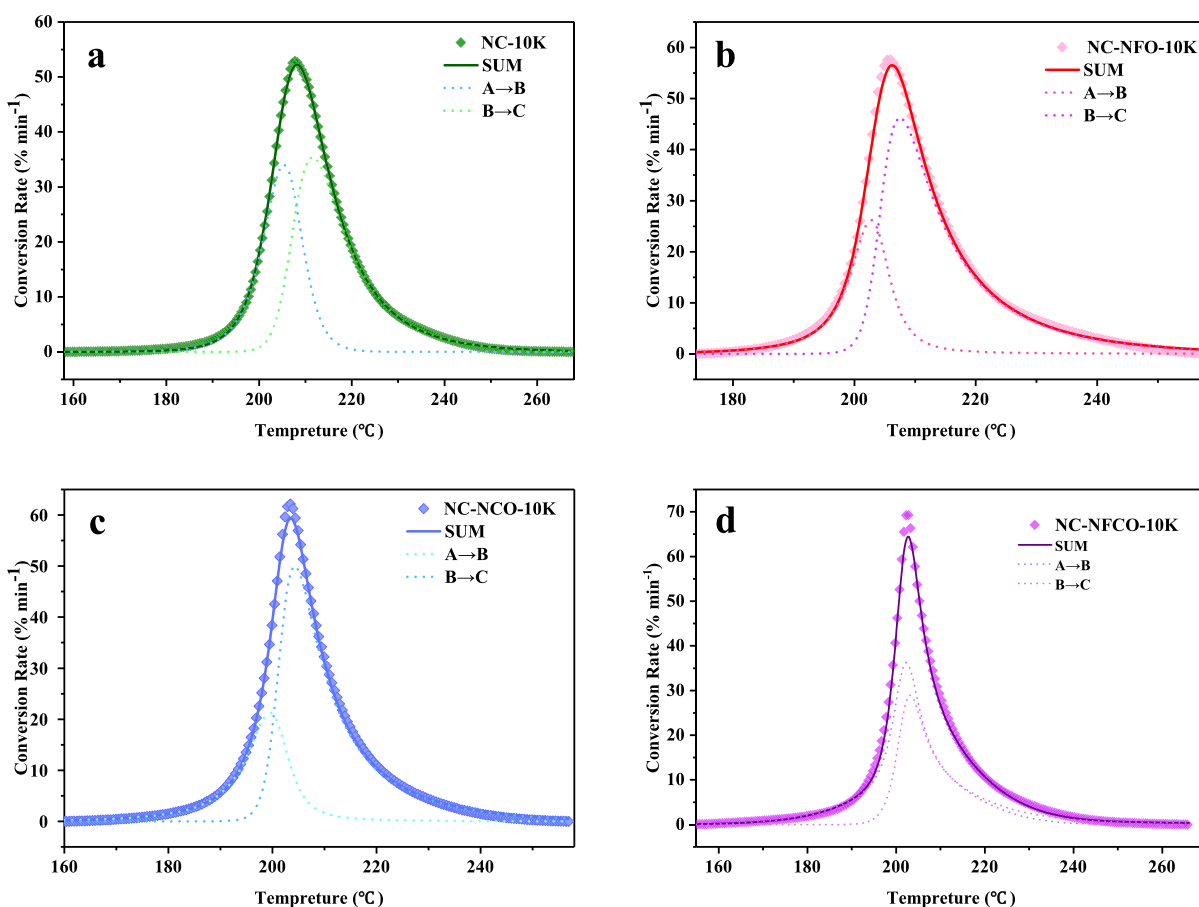 a
NC-10K
SUM
A→B
B→C
Conversion Rate (% min⁻¹)
60
50
40
30
20
10
0
160 180 200 220 240 260
Tempreture (℃)
b
NC-NFO-10K
SUM
A→B
B→C
Conversion Rate (% min⁻¹)
60
50
40
30
20
10
0
180 200 220 240
Tempreture (℃)
c
NC-NCO-10K
SUM
A→B
B→C
Conversion Rate (% min⁻¹)
60
50
40
30
20
10
0
160 180 200 220 240
Tempreture (℃)
d
NC-NFCO-10K
SUM
A→B
B→C
Conversion Rate (% min⁻¹)
70
60
50
40
30
20
10
0
160 180 200 220 240 260
Tempreture (℃)